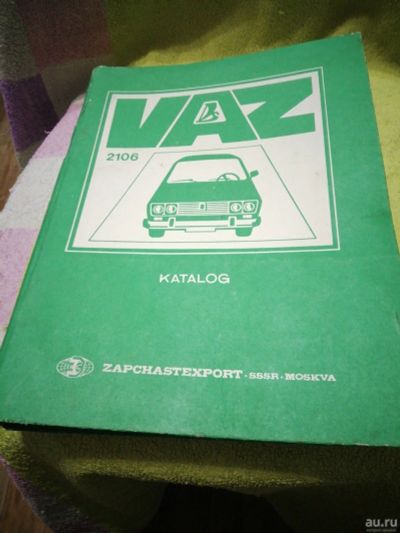 VAZ
2106
KATALOG
ZAPCHASTEXPORT · SSSR · MOSKVA
au.ru